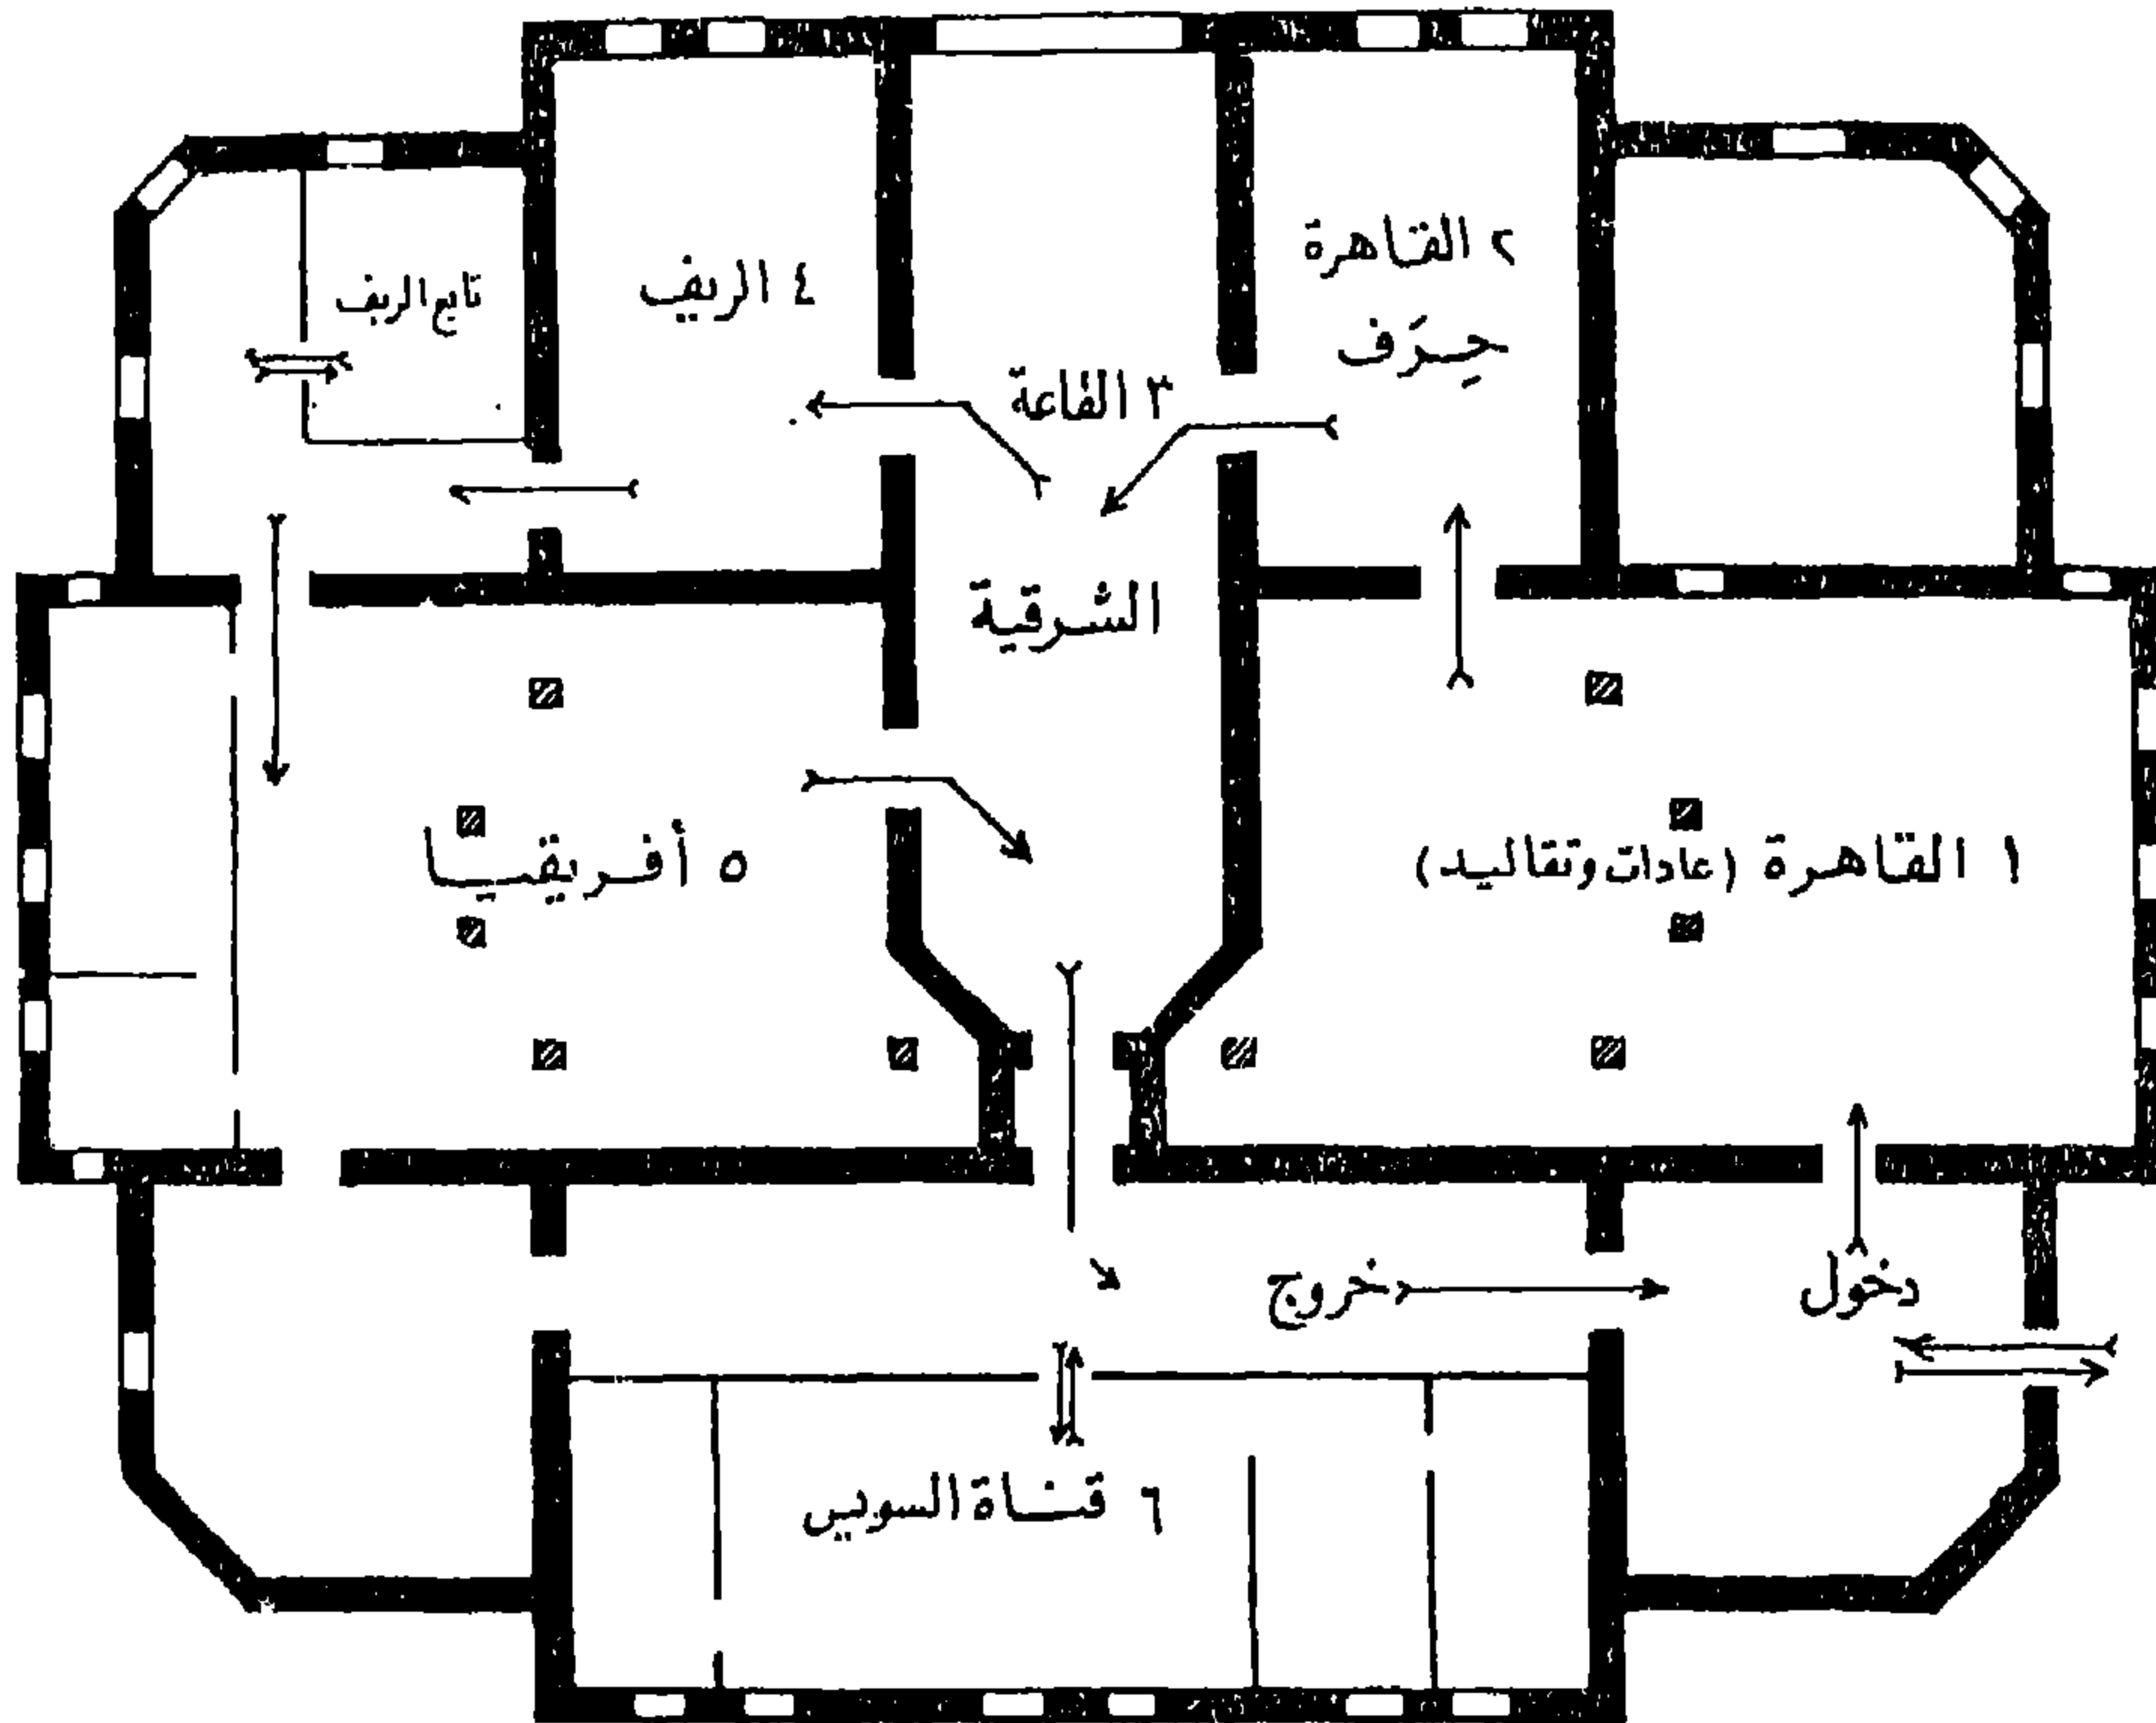 ٢ القاهرة
حِرَف
٤ الريف
تابع الريف
٣ القاعة
الشرقية
١ القاهرة (عادات وتقاليد)
٥ أفريقيا
دخول
خروج
٦ قناة السويس